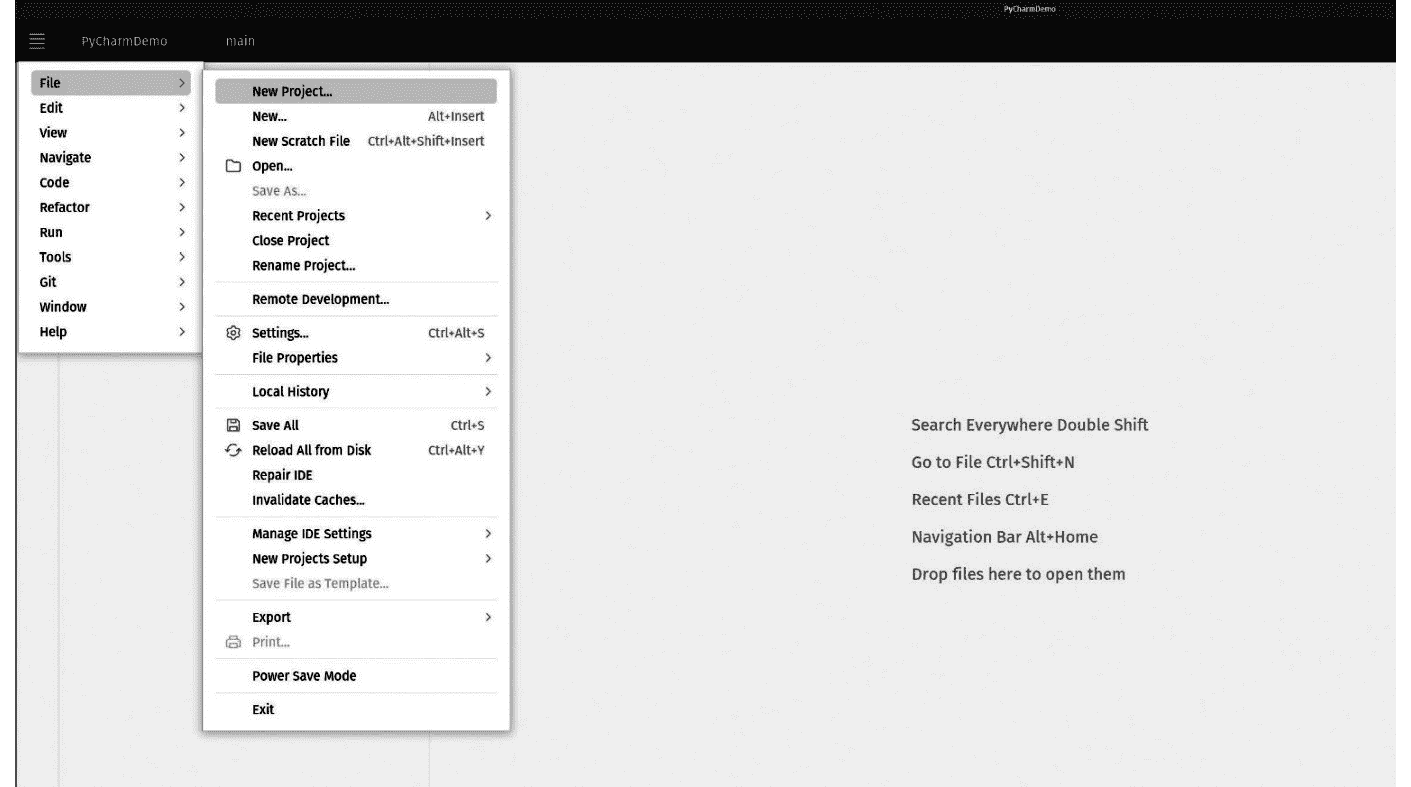 PyCharmDemo
PyCharmDemo main
File
Edit
View
Navigate
Code
Refactor
Run
Tools
Git
Window
Help
New Project...
New... Alt+Insert
New Scratch File Ctrl+Alt+Shift+Insert
Open...
Save As...
Recent Projects
Close Project
Rename Project...
Remote Development...
Settings... Ctrl+Alt+S
File Properties
Local History
Save All Ctrl+S
Reload All from Disk Ctrl+Alt+Y
Repair IDE
Invalidate Caches...
Manage IDE Settings
New Projects Setup
Save File as Template...
Export
Print...
Power Save Mode
Exit
Search Everywhere Double Shift
Go to File Ctrl+Shift+N
Recent Files Ctrl+E
Navigation Bar Alt+Home
Drop files here to open them